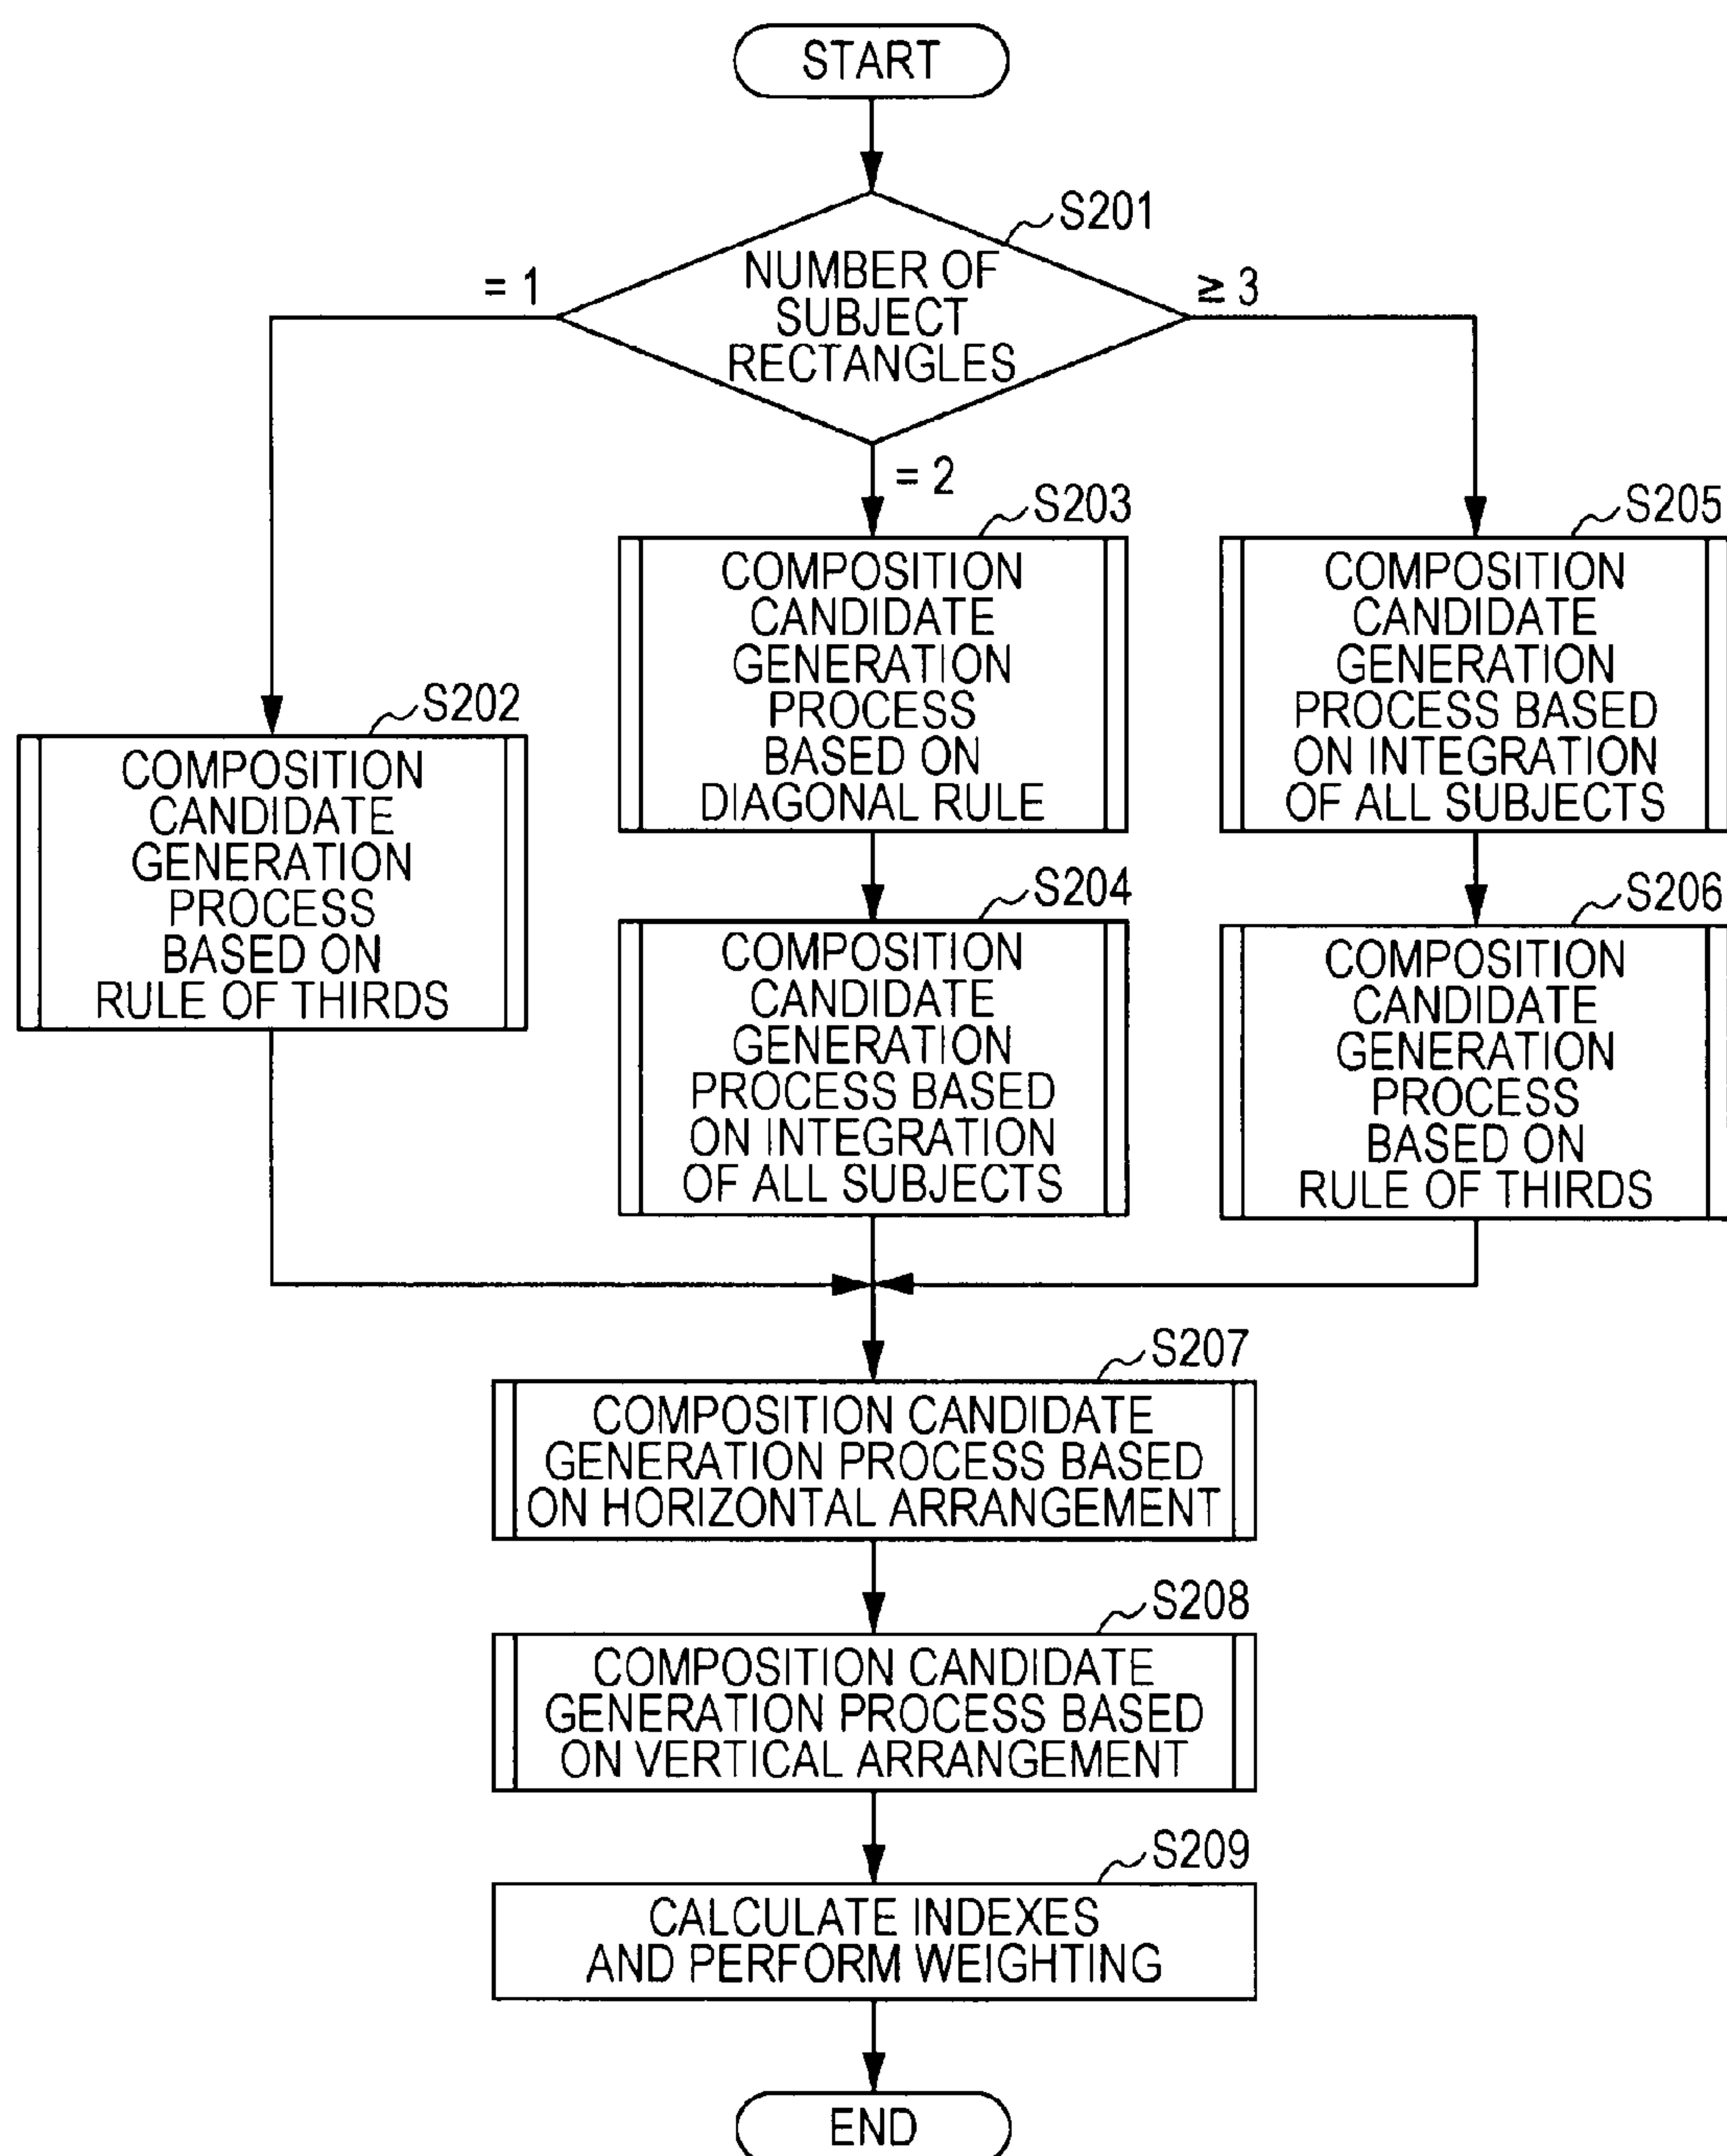 START
S201
NUMBER OF
SUBJECT
RECTANGLES
= 1
≥ 3
= 2
S202
COMPOSITION
CANDIDATE
GENERATION
PROCESS
BASED ON
RULE OF THIRDS
S203
COMPOSITION
CANDIDATE
GENERATION
PROCESS
BASED ON
DIAGONAL RULE
S204
COMPOSITION
CANDIDATE
GENERATION
PROCESS BASED
ON INTEGRATION
OF ALL SUBJECTS
S205
COMPOSITION
CANDIDATE
GENERATION
PROCESS BASED
ON INTEGRATION
OF ALL SUBJECTS
S206
COMPOSITION
CANDIDATE
GENERATION
PROCESS
BASED ON
RULE OF THIRDS
S207
COMPOSITION CANDIDATE
GENERATION PROCESS BASED
ON HORIZONTAL ARRANGEMENT
S208
COMPOSITION CANDIDATE
GENERATION PROCESS BASED
ON VERTICAL ARRANGEMENT
S209
CALCULATE INDEXES
AND PERFORM WEIGHTING
END